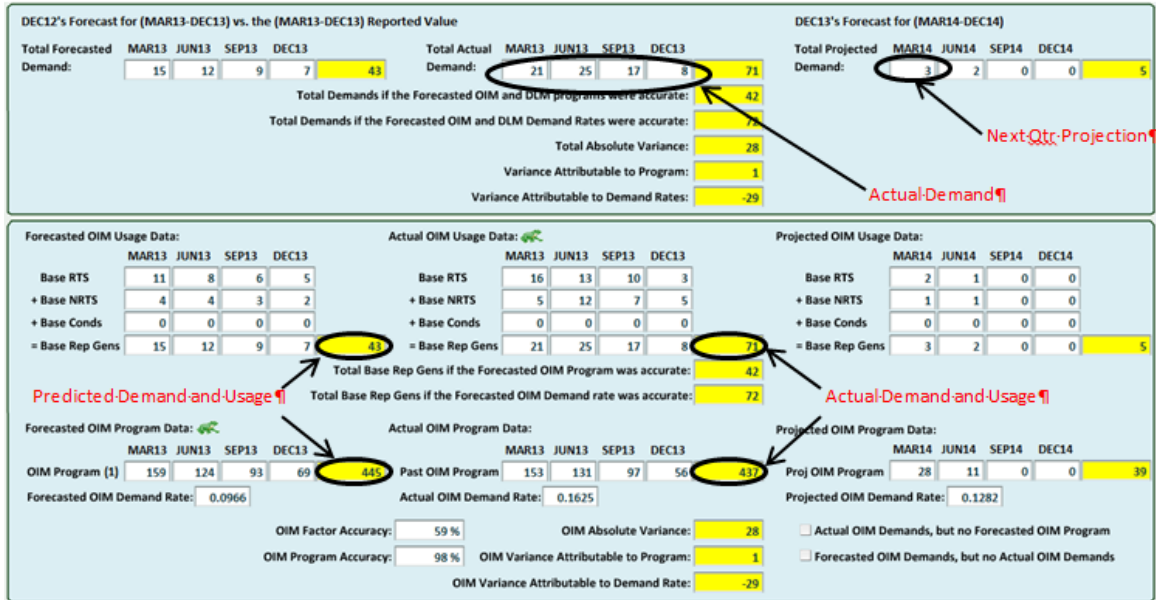 DEC12's Forecast for (MAR13-DEC13) vs. the (MAR13-DEC13) Reported Value DEC13's Forecast for (MAR14-DEC14)
Total Forecasted MAR13 JUN13 SEP13 DEC13 Total Actual MAR13 JUN13 SEP13 DEC13 Total Projected MAR14 JUN14 SEP14 DEC14
Demand: 15 12 9 7 43 Demand: 21 25 17 8 71 Demand: 3 2 0 0 5
Total Demands if the Forecasted OIM and DLM programs were accurate: 42
Total Demands if the Forecasted OIM and DLM Demand Rates were accurate: 72
Next·Qtr·Projection¶
Total Absolute Variance: 28
Variance Attributable to Program: 1
Actual·Demand¶
Variance Attributable to Demand Rates: -29
Forecasted OIM Usage Data: Actual OIM Usage Data: Projected OIM Usage Data:
MAR13 JUN13 SEP13 DEC13 MAR13 JUN13 SEP13 DEC13 MAR14 JUN14 SEP14 DEC14
Base RTS 11 8 6 5 Base RTS 16 13 10 3 Base RTS 2 1 0 0
+ Base NRTS 4 4 3 2 + Base NRTS 5 12 7 5 + Base NRTS 1 1 0 0
+ Base Conds 0 0 0 0 + Base Conds 0 0 0 0 + Base Conds 0 0 0 0
= Base Rep Gens 15 12 9 7 43 = Base Rep Gens 21 25 17 8 71 = Base Rep Gens 3 2 0 0 5
Total Base Rep Gens if the Forecasted OIM Program was accurate: 42
Predicted·Demand·and·Usage¶ Total Base Rep Gens if the Forecasted OIM Demand rate was accurate: 72 Actual·Demand·and·Usage¶
Forecasted OIM Program Data: Actual OIM Program Data: Projected OIM Program Data:
MAR13 JUN13 SEP13 DEC13 MAR13 JUN13 SEP13 DEC13 MAR14 JUN14 SEP14 DEC14
OIM Program (1) 159 124 93 69 445 Past OIM Program 153 131 97 56 437 Proj OIM Program 28 11 0 0 39
Forecasted OIM Demand Rate: 0.0966 Actual OIM Demand Rate: 0.1625 Projected OIM Demand Rate: 0.1282
OIM Factor Accuracy: 59 % OIM Absolute Variance: 28 Actual OIM Demands, but no Forecasted OIM Program
OIM Program Accuracy: 98 % OIM Variance Attributable to Program: 1 Forecasted OIM Demands, but no Actual OIM Demands
OIM Variance Attributable to Demand Rate: -29